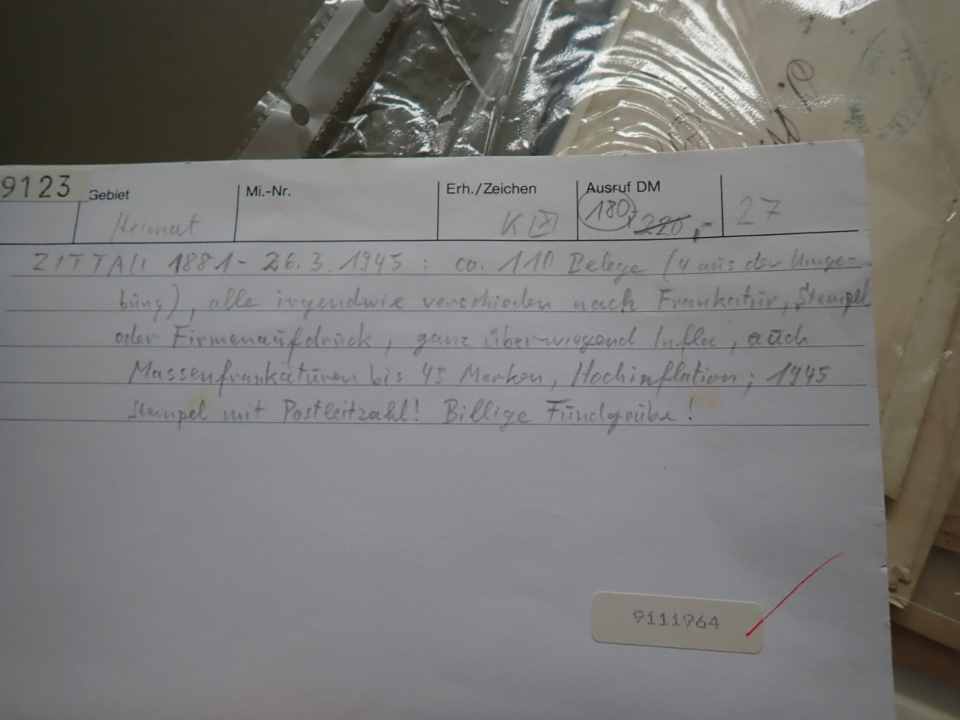 9123 Gebiet Mi.-Nr. Erh./Zeichen Ausruf DM
Heimat K 180,- 220,- 27
ZITTAU 1881 - 26.3.1945 : ca. 110 Belege (4 aus der Umge-
bung), alle irgendwie verschieden nach Frankatur, Stempel
oder Firmenaufdruck, ganz überwiegend Infla, auch
Massenfrankaturen bis 45 Marken, Hochinflation; 1945
Stempel mit Postleitzahl! Billige Fundgrube!
9111964